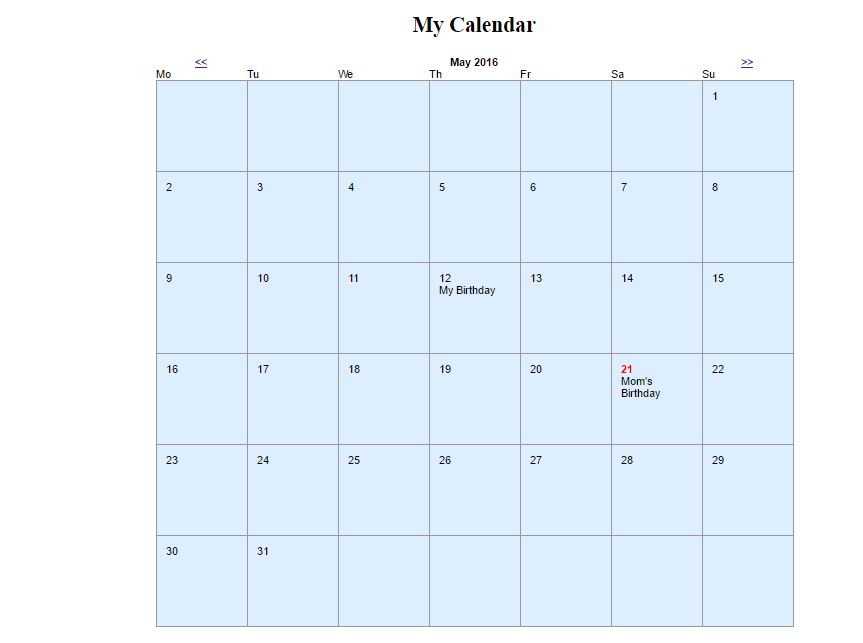 My Calendar
<< May 2016 >>
Mo Tu We Th Fr Sa Su
1
2 3 4 5 6 7 8
9 10 11 12 13 14 15
My Birthday
16 17 18 19 20 21 22
Mom's
Birthday
23 24 25 26 27 28 29
30 31